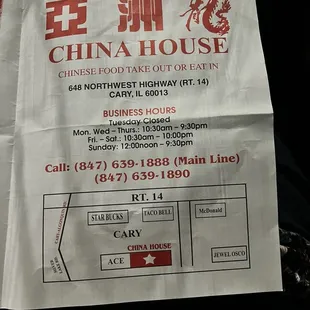 亞洲龍
CHINA HOUSE
CHINESE FOOD TAKE OUT OR EAT IN
648 NORTHWEST HIGHWAY (RT. 14)
CARY, IL 60013
BUSINESS HOURS
Tuesday Closed
Mon. Wed – Thurs.: 10:30am – 9:30pm
Fri. – Sat.: 10:30am – 10:00pm
Sunday: 12:00noon – 9:30pm
Call: (847) 639-1888 (Main Line)
(847) 639-1890
RT. 14
STAR BUCKS
TACO BELL
McDonald
CARY
CHINA HOUSE
ACE
JEWEL OSCO